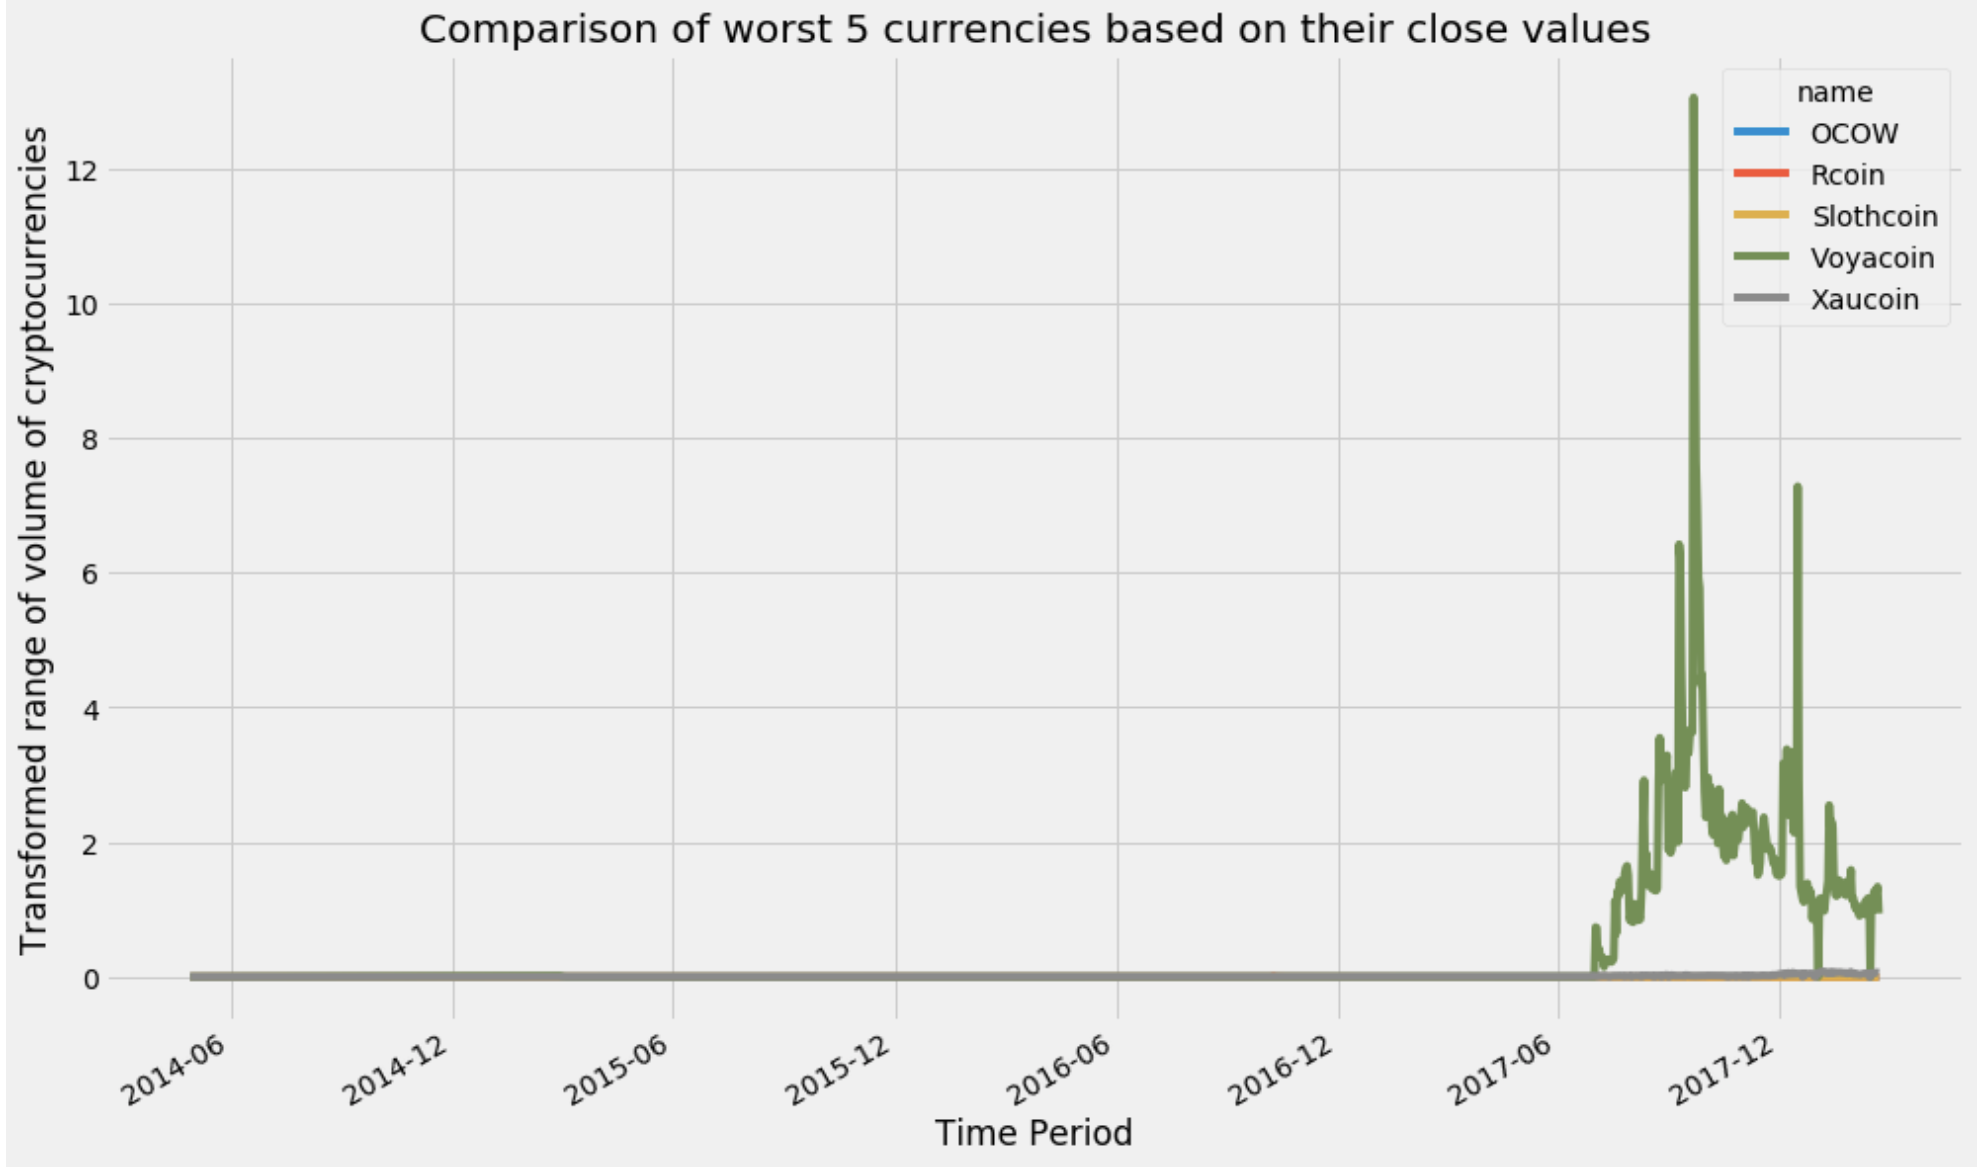 Comparison of worst 5 currencies based on their close values
Transformed range of volume of cryptocurrencies
12
10
8
6
4
2
0
name
OCOW
Rcoin
Slothcoin
Voyacoin
Xaucoin
2014-06
2014-12
2015-06
2015-12
2016-06
2016-12
2017-06
2017-12
Time Period